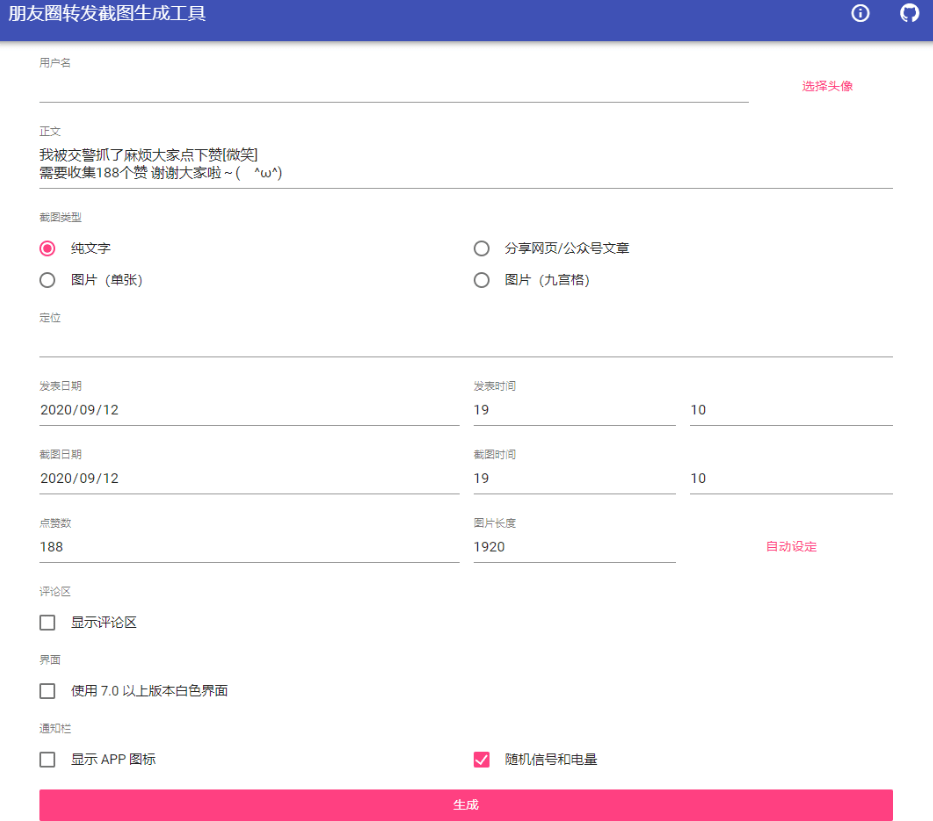 朋友圈转发截图生成工具
用户名
选择头像
正文
我被交警抓了麻烦大家点下赞[微笑]
需要收集188个赞 谢谢大家啦~( ^ω^)
截图类型
纯文字
分享网页/公众号文章
图片（单张）
图片（九宫格）
定位
发表日期
发表时间
2020/09/12
19
10
截图日期
截图时间
2020/09/12
19
10
点赞数
图片长度
188
1920
自动设定
评论区
显示评论区
界面
使用 7.0 以上版本白色界面
通知栏
显示 APP 图标
随机信号和电量
生成